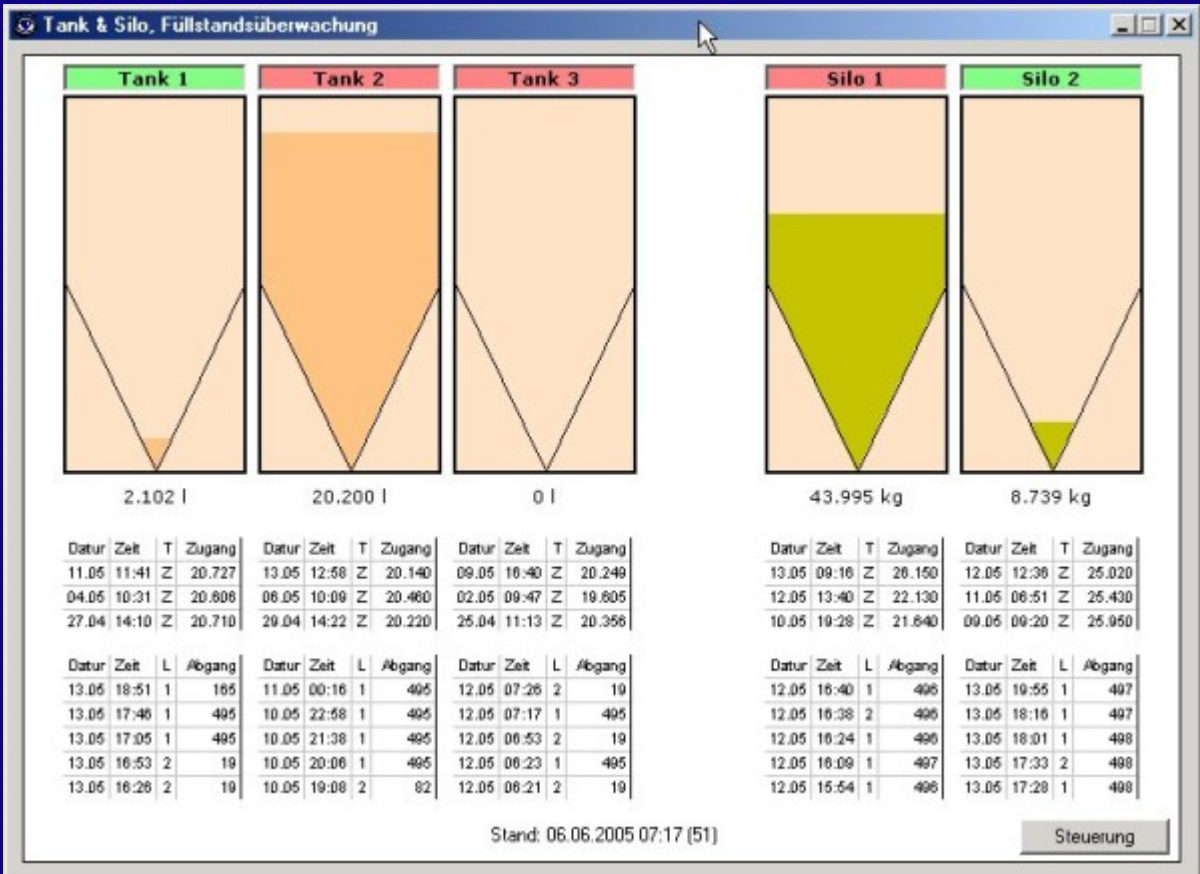 Tank & Silo, Füllstandsüberwachung
Tank 1 Tank 2 Tank 3 Silo 1 Silo 2
2.102 l 20.200 l 0 l 43.995 kg 8.739 kg
Datur Zeit T Zugang Datur Zeit T Zugang Datur Zeit T Zugang Datur Zeit T Zugang Datur Zeit T Zugang
11.05 11:41 Z 20.727 13.05 12:58 Z 20.140 09.05 16:40 Z 20.249 13.05 09:16 Z 26.150 12.05 12:36 Z 25.020
04.05 10:31 Z 20.606 06.05 10:09 Z 20.460 02.05 09:47 Z 19.605 12.05 13:40 Z 22.130 11.05 06:51 Z 25.430
27.04 14:10 Z 20.710 29.04 14:22 Z 20.220 25.04 11:13 Z 20.356 10.05 19:28 Z 21.640 09.05 09:20 Z 25.950
Datur Zeit L Abgang Datur Zeit L Abgang Datur Zeit L Abgang Datur Zeit L Abgang Datur Zeit L Abgang
13.05 18:51 1 165 11.05 00:16 1 495 12.05 07:26 2 19 12.05 16:40 1 496 13.05 19:55 1 497
13.05 17:46 1 495 10.05 22:58 1 495 12.05 07:17 1 495 12.05 16:38 2 496 13.05 18:16 1 497
13.05 17:05 1 495 10.05 21:38 1 495 12.05 06:53 2 19 12.05 16:24 1 496 13.05 18:01 1 498
13.05 16:53 2 19 10.05 20:06 1 495 12.05 06:23 1 495 12.05 16:09 1 497 13.05 17:33 2 498
13.05 16:26 2 19 10.05 19:08 2 82 12.05 06:21 2 19 12.05 15:54 1 496 13.05 17:28 1 498
Stand: 06.06.2005 07:17 (51)
Steuerung